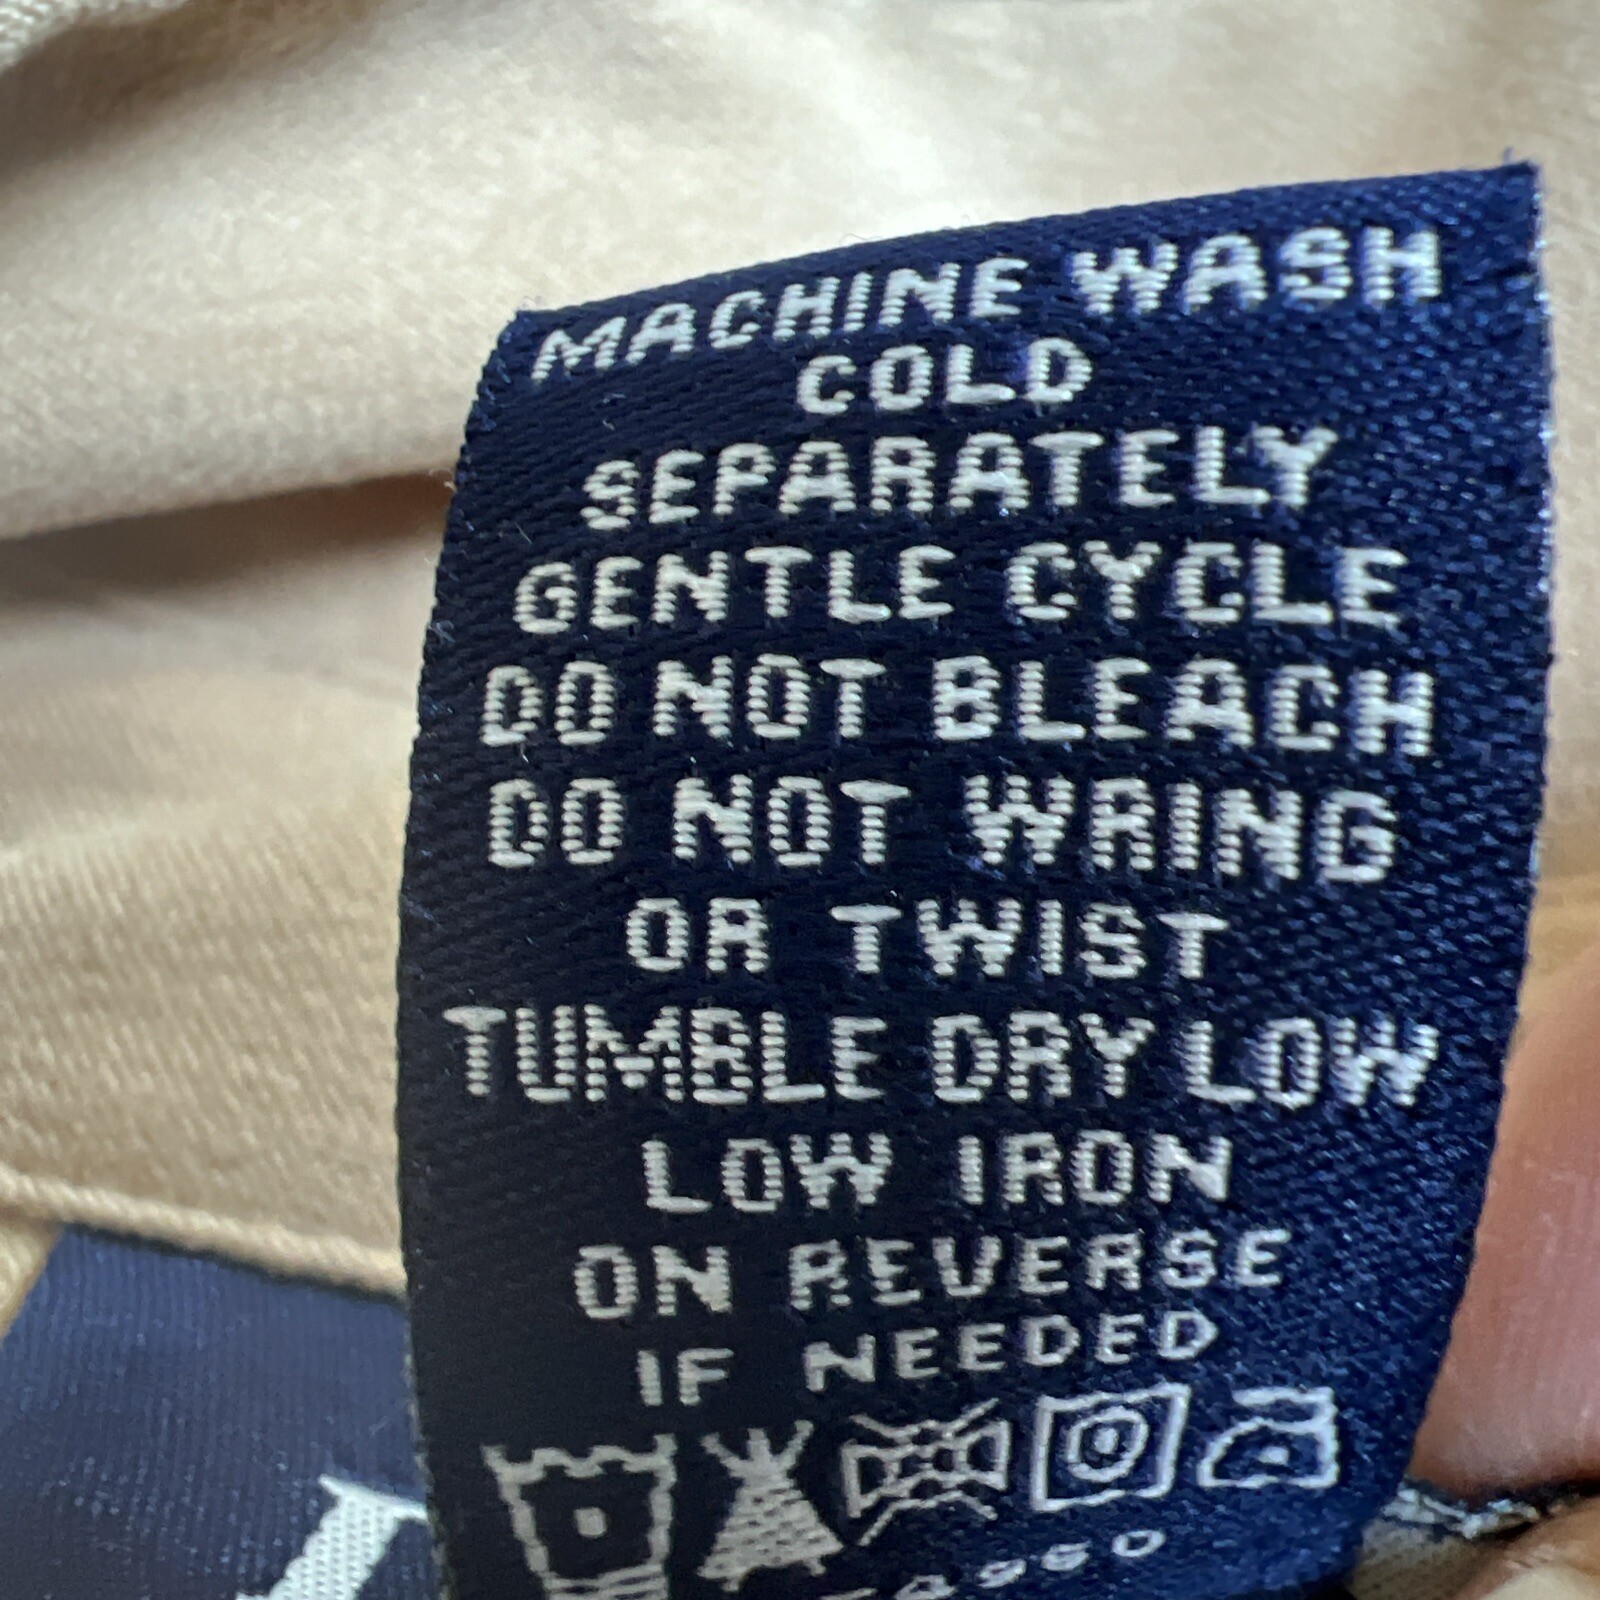 MACHINE WASH
COLD
SEPARATELY
GENTLE CYCLE
DO NOT BLEACH
DO NOT WRING
OR TWIST
TUMBLE DRY LOW
LOW IRON
ON REVERSE
IF NEEDED